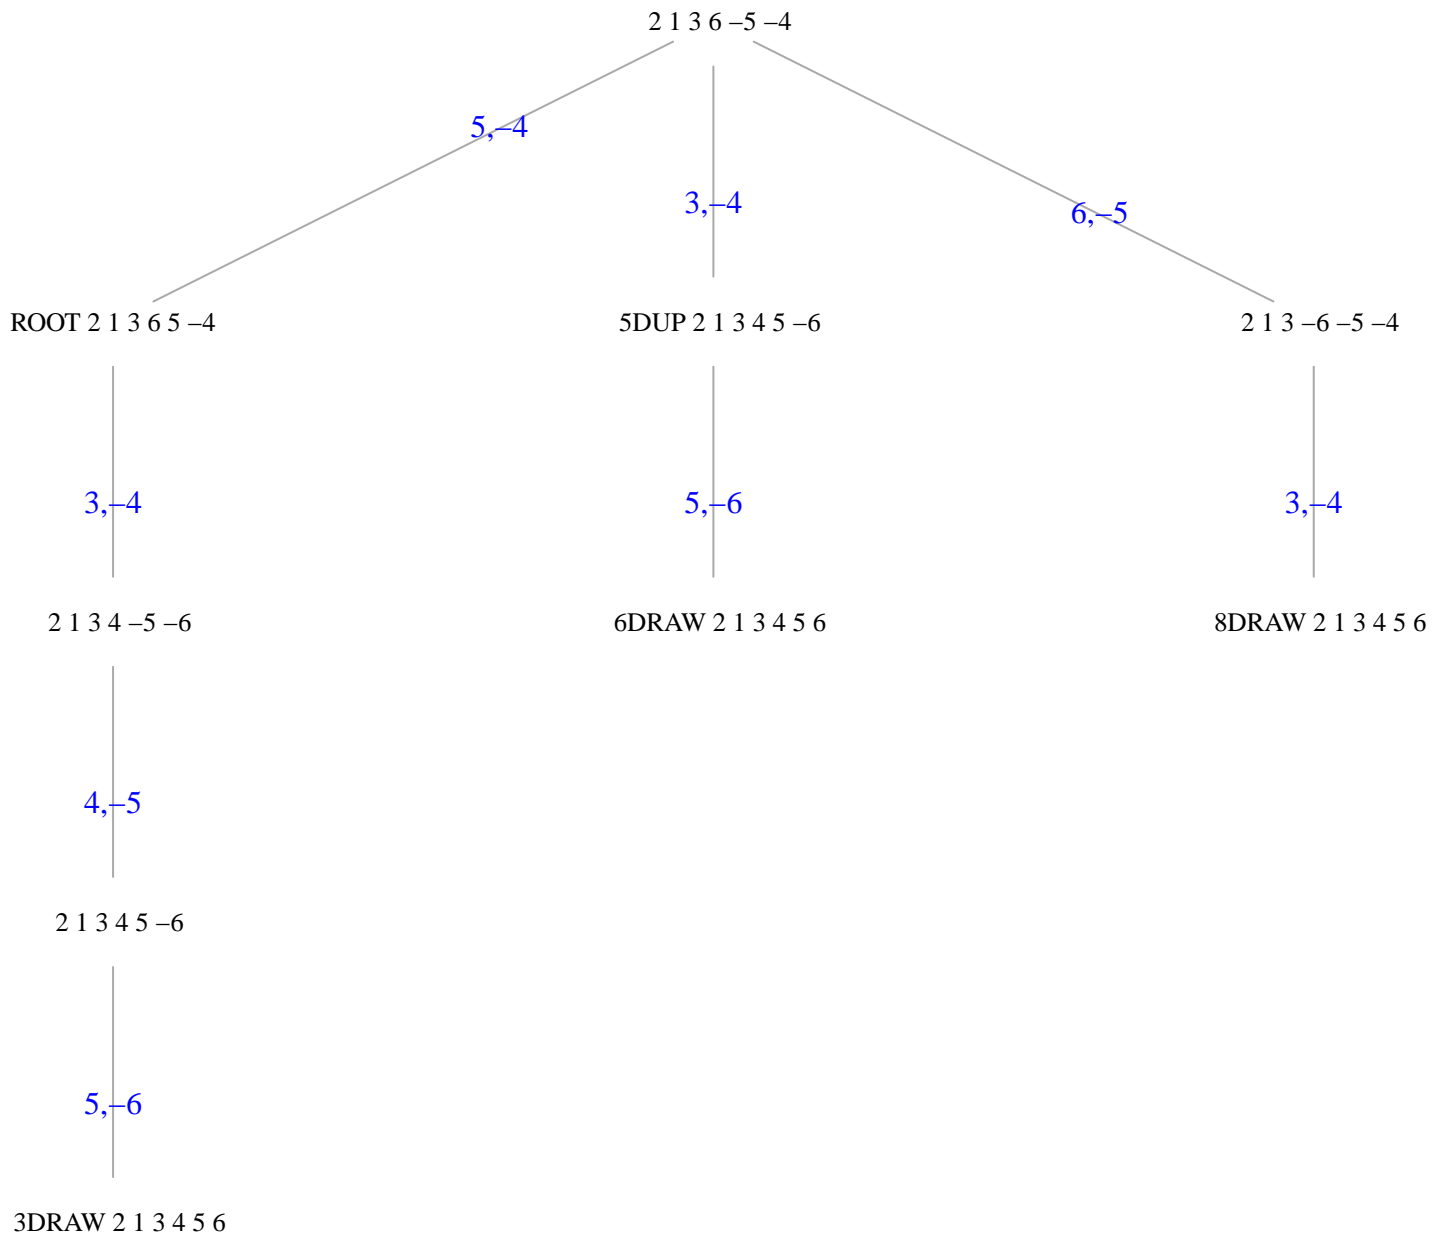 2 1 3 6 –5 –4
5,–4
3,–4
6,–5
ROOT 2 1 3 6 5 –4
5DUP 2 1 3 4 5 –6
2 1 3 –6 –5 –4
3,–4
5,–6
3,–4
2 1 3 4 –5 –6
6DRAW 2 1 3 4 5 6
8DRAW 2 1 3 4 5 6
4,–5
2 1 3 4 5 –6
5,–6
3DRAW 2 1 3 4 5 6